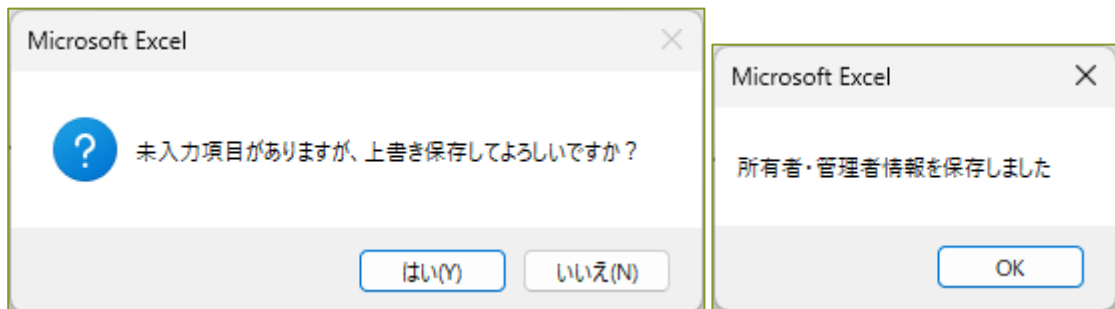 Microsoft Excel
未入力項目がありますが、上書き保存してよろしいですか？
はい(Y)
いいえ(N)
Microsoft Excel
所有者・管理者情報を保存しました
OK